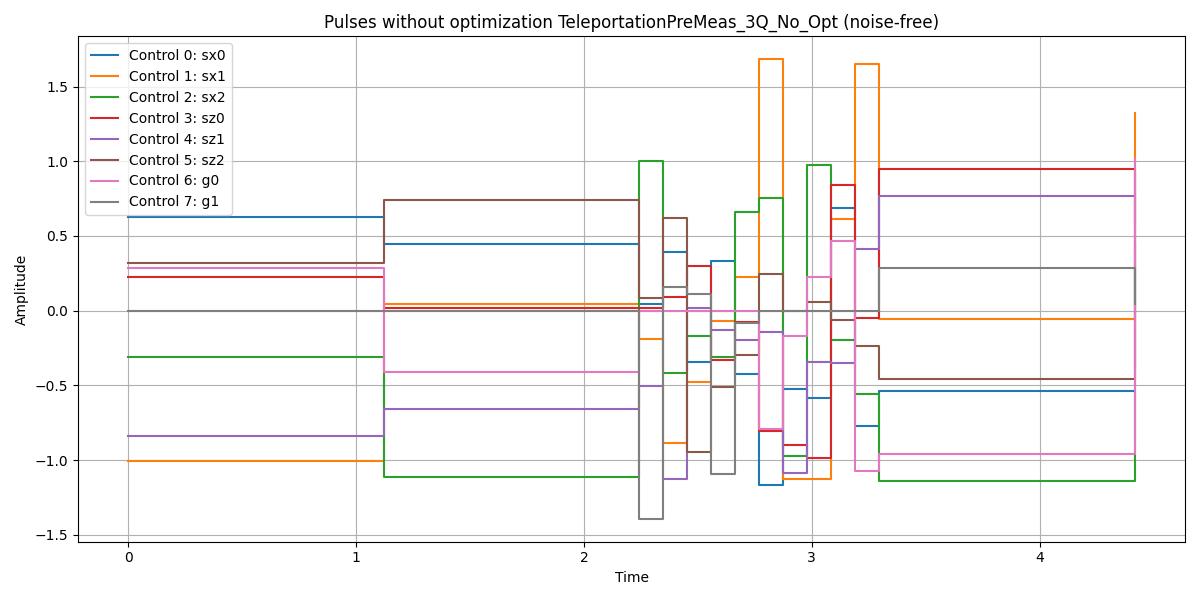 Pulses without optimization TeleportationPreMeas_3Q_No_Opt (noise-free)
Control 0: sx0
Control 1: sx1
Control 2: sx2
Control 3: sz0
Control 4: sz1
Control 5: sz2
Control 6: g0
Control 7: g1
Amplitude
1.5
1.0
0.5
0.0
−0.5
−1.0
−1.5
0 1 2 3 4
Time